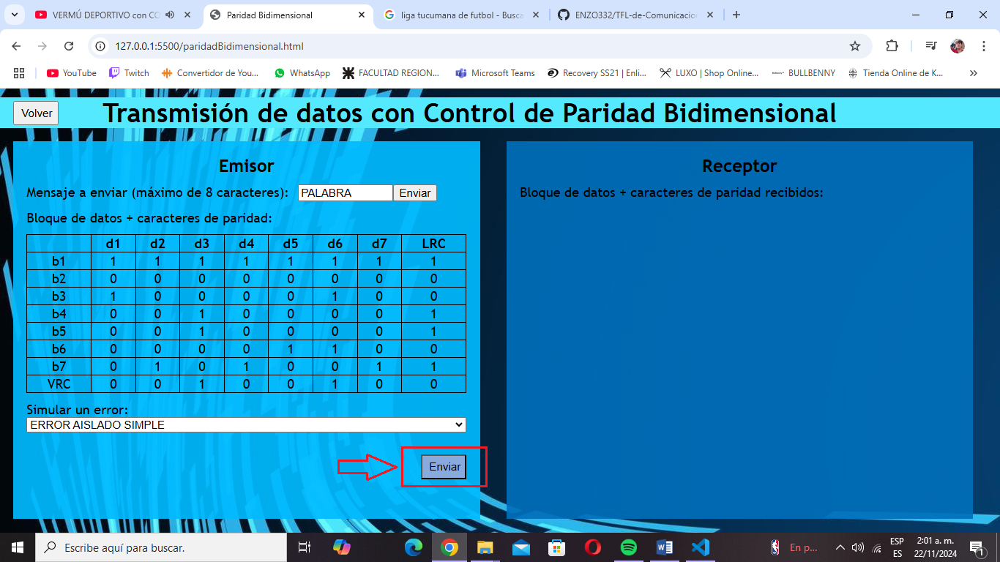 VERMÚ DEPORTIVO con CO
Paridad Bidimensional
liga tucumana de futbol - Busca
ENZO332/TFL-de-Comunicacion
127.0.0.1:5500/paridadBidimensional.html
YouTube Twitch Convertidor de You... WhatsApp FACULTAD REGION... Microsoft Teams Recovery SS21 | Enli... LUXO | Shop Online... BULLBENNY Tienda Online de K...
Volver Transmisión de datos con Control de Paridad Bidimensional
Emisor
Mensaje a enviar (máximo de 8 caracteres): PALABRA Enviar
Bloque de datos + caracteres de paridad:
d1 d2 d3 d4 d5 d6 d7 LRC
b1 1 1 1 1 1 1 1 1
b2 0 0 0 0 0 0 0 0
b3 1 0 0 0 0 1 0 0
b4 0 0 1 0 0 0 0 1
b5 0 0 1 0 0 0 0 1
b6 0 0 0 0 1 1 0 0
b7 0 1 0 1 0 0 1 1
VRC 0 0 1 0 0 1 0 0
Simular un error:
ERROR AISLADO SIMPLE
Enviar
Receptor
Bloque de datos + caracteres de paridad recibidos:
Escribe aquí para buscar.
En p...
ESP
ES
2:01 a. m.
22/11/2024
1